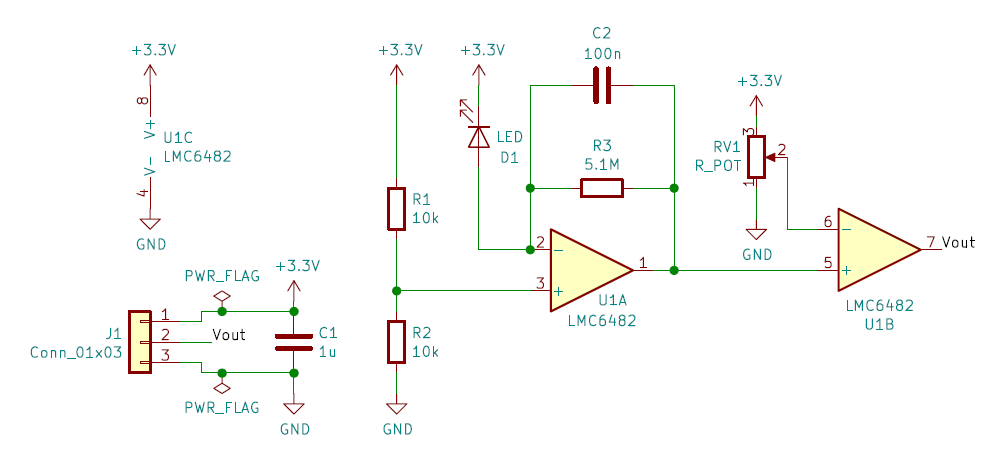 +3.3V
8
V+
U1C
LMC6482
V-
4
GND
+3.3V
R1
10k
R2
10k
GND
+3.3V
LED
D1
C2
100n
R3
5.1M
2
-
3
+
1
U1A
LMC6482
+3.3V
3
RV1
R_POT
2
1
GND
6
-
5
+
7
Vout
LMC6482
U1B
+3.3V
PWR_FLAG
J1
Conn_01x03
1
2
3
Vout
C1
1u
PWR_FLAG
GND